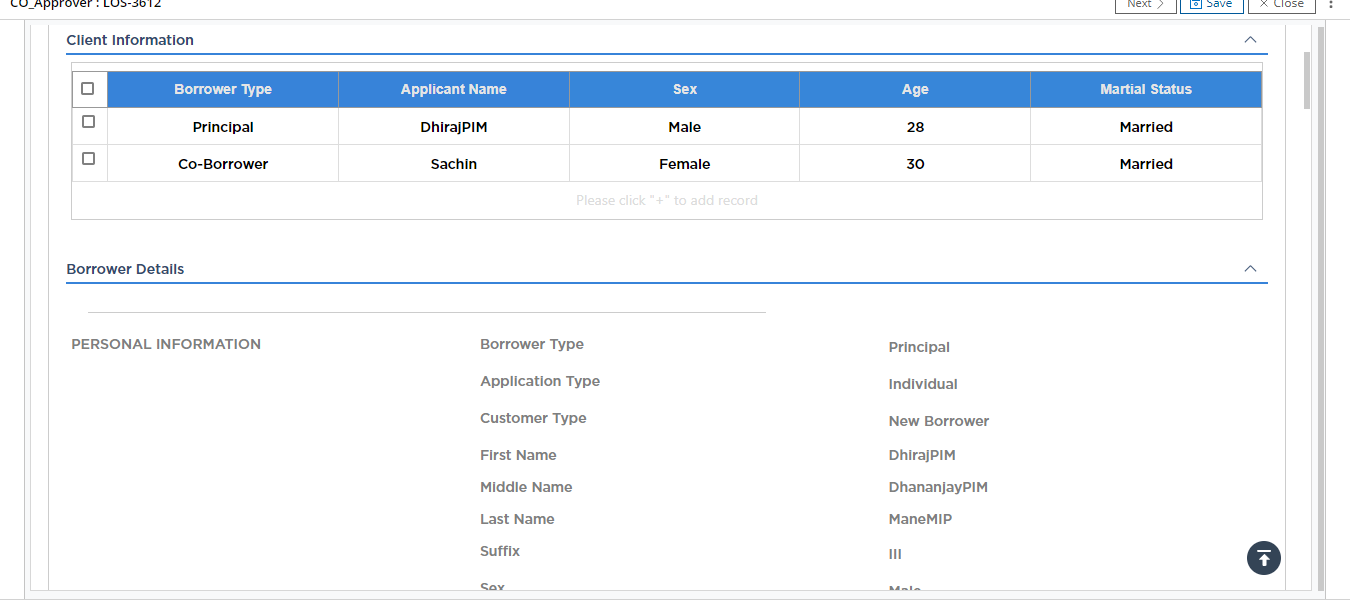 CO_Approver : LOS-3612
Next
Save
Close
Client Information
Borrower Type Applicant Name Sex Age Martial Status
Principal DhirajPIM Male 28 Married
Co-Borrower Sachin Female 30 Married
Please click "+" to add record
Borrower Details
PERSONAL INFORMATION
Borrower Type Principal
Application Type Individual
Customer Type New Borrower
First Name DhirajPIM
Middle Name DhananjayPIM
Last Name ManeMIP
Suffix III
Sex Male